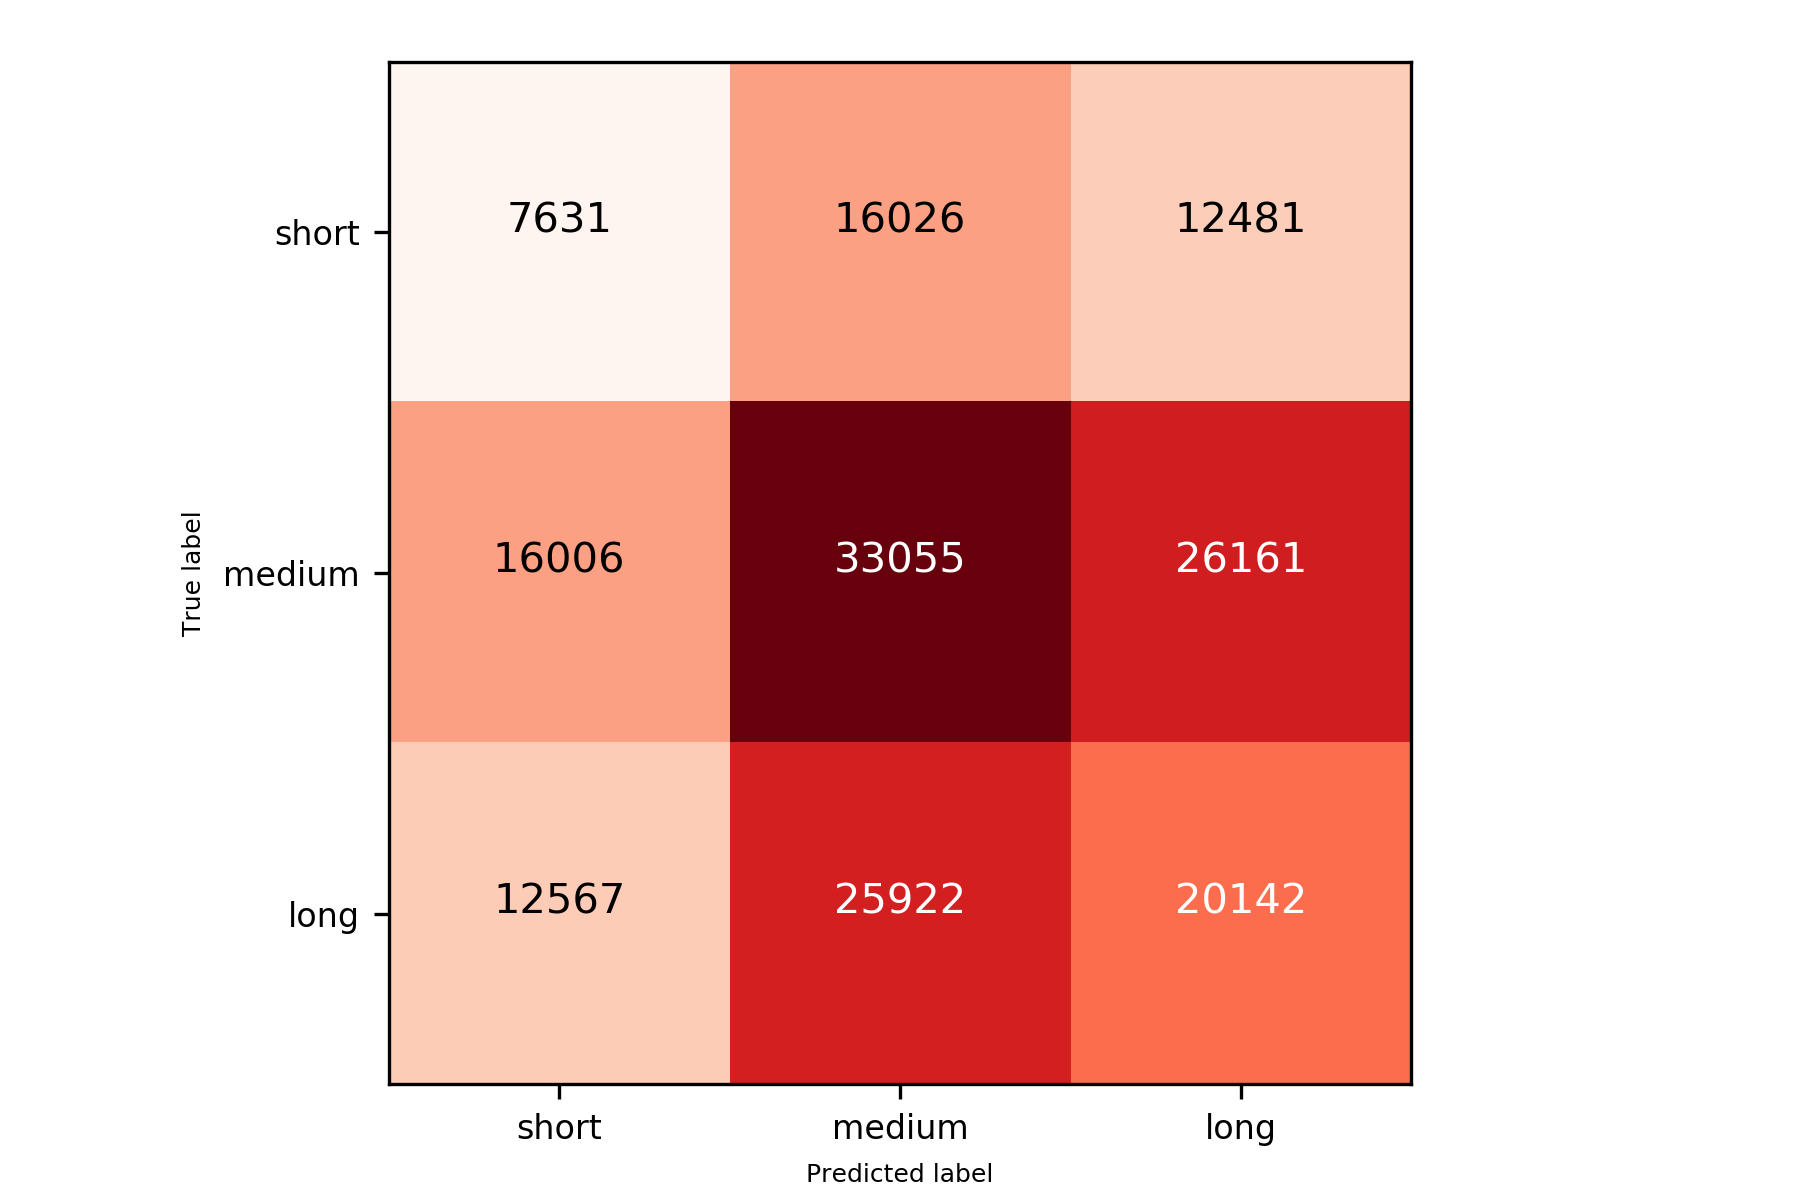 short 7631 16026 12481
True label
medium 16006 33055 26161
long 12567 25922 20142
short medium long
Predicted label